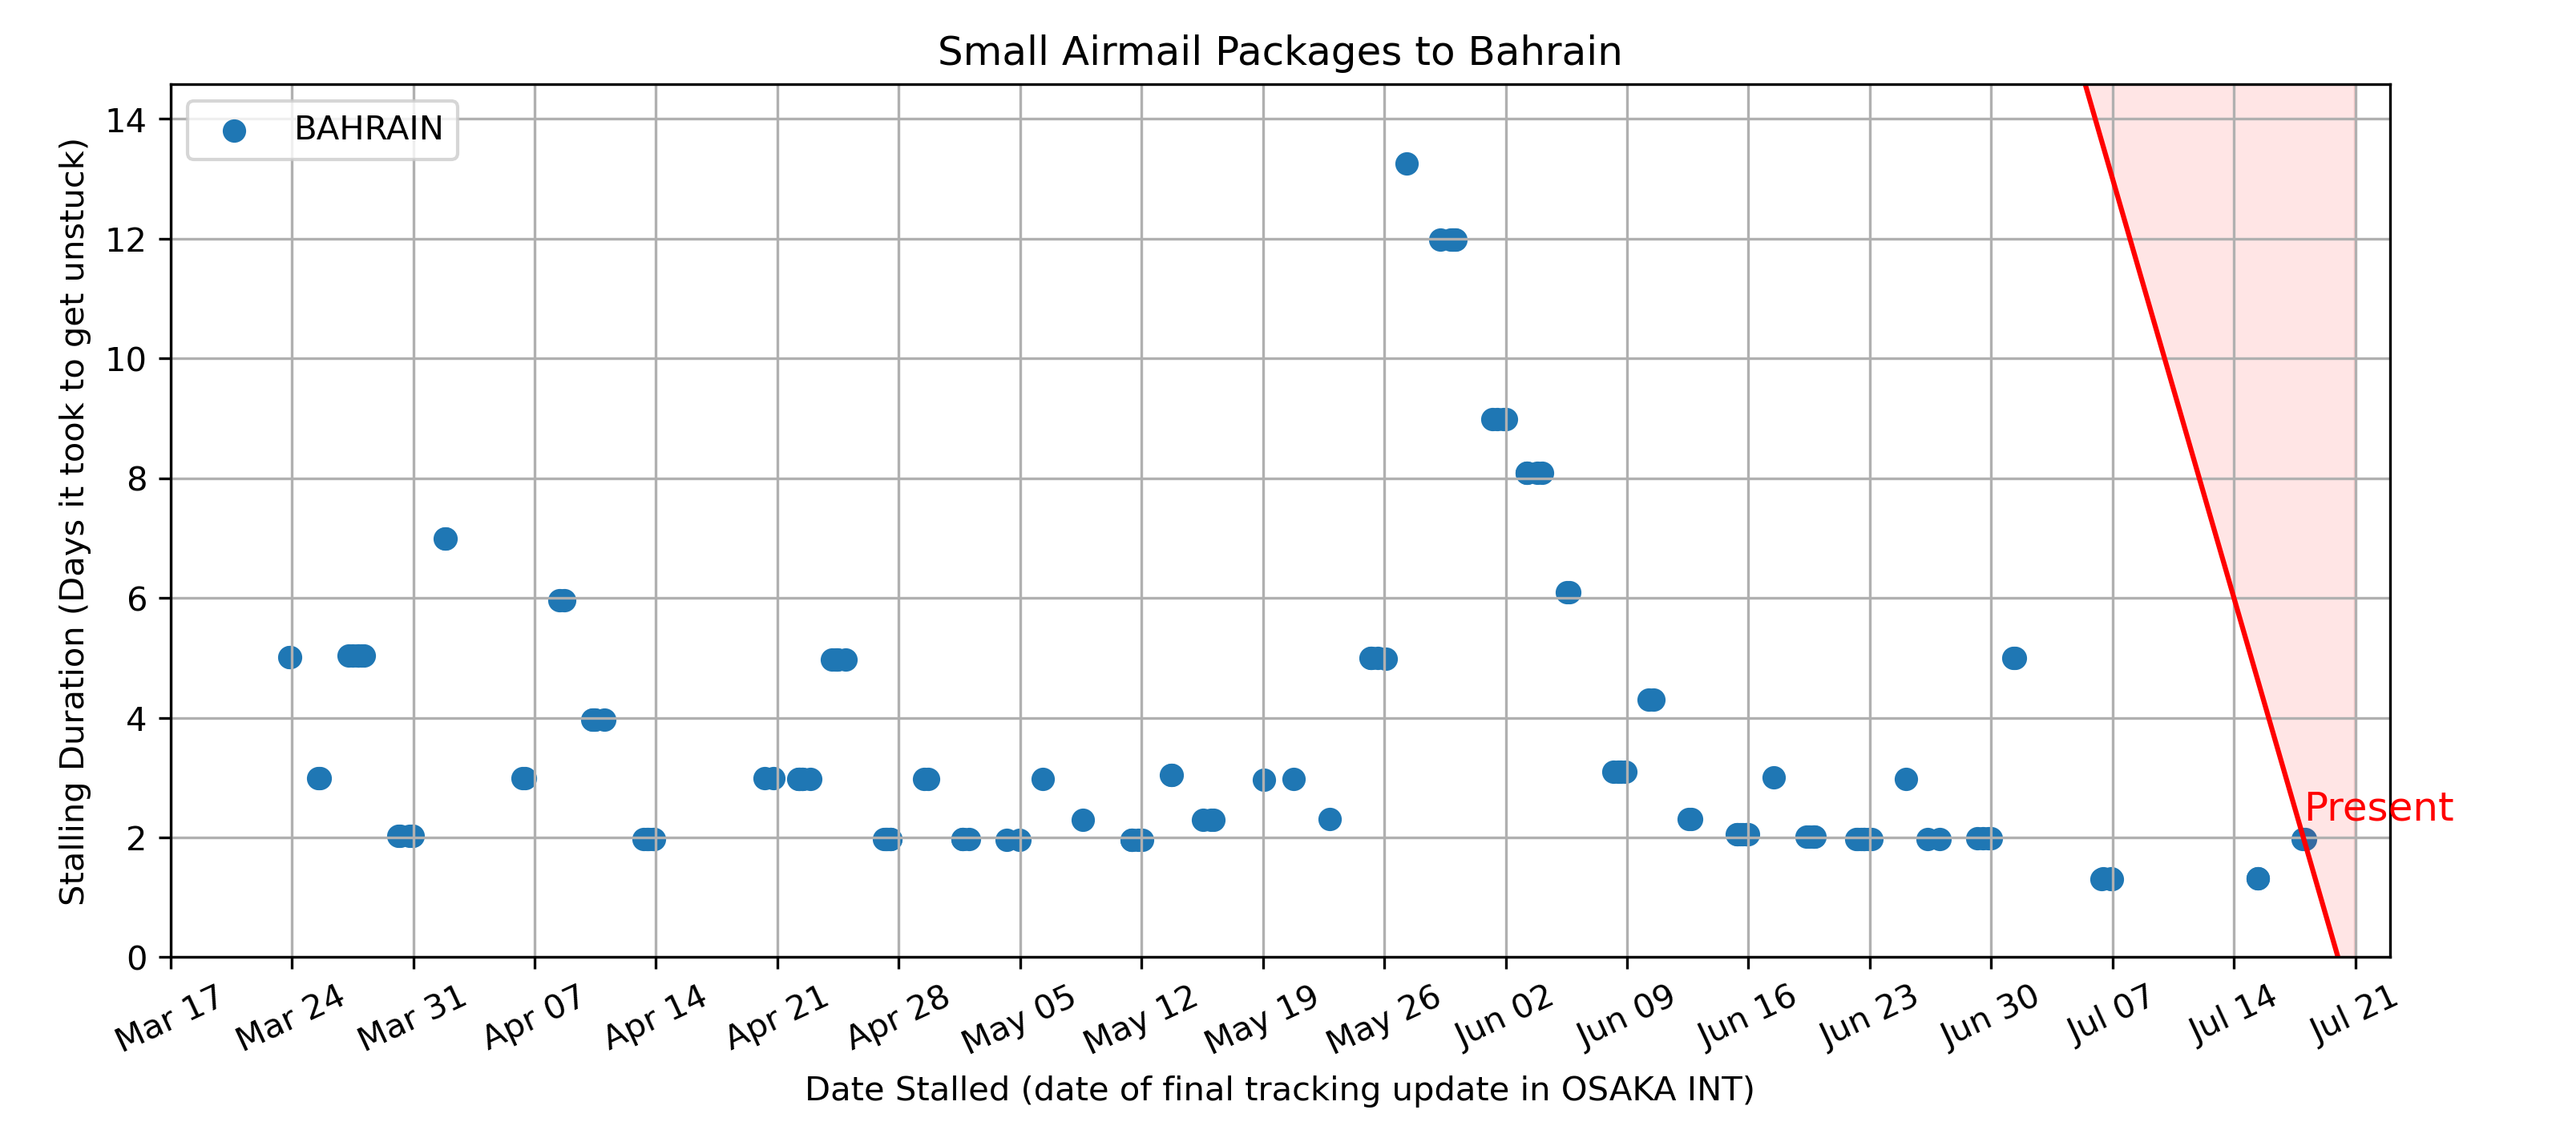 Small Airmail Packages to Bahrain
BAHRAIN
Stalling Duration (Days it took to get unstuck)
14
12
10
8
6
4
2
0
Present
Mar 17
Mar 24
Mar 31
Apr 07
Apr 14
Apr 21
Apr 28
May 05
May 12
May 19
May 26
Jun 02
Jun 09
Jun 16
Jun 23
Jun 30
Jul 07
Jul 14
Jul 21
Date Stalled (date of final tracking update in OSAKA INT)